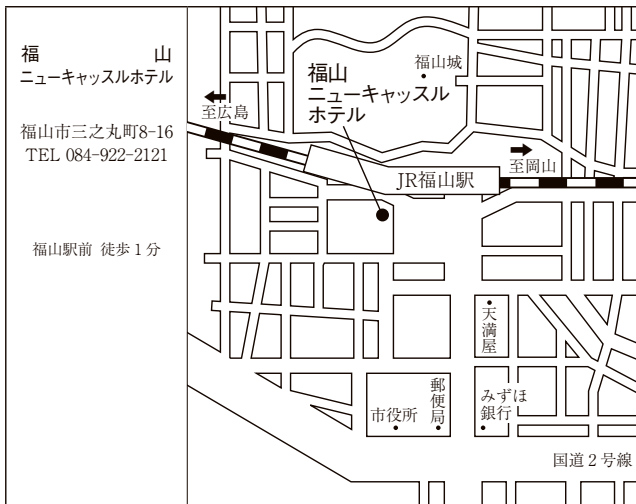 福　　　　山
ニューキャッスルホテル
福山市三之丸町8-16
TEL 084-922-2121
福山駅前 徒歩1分
福山
ニューキャッスル
ホテル
福山城
至広島
至岡山
JR福山駅
天満屋
郵便局
市役所
みずほ
銀行
国道2号線